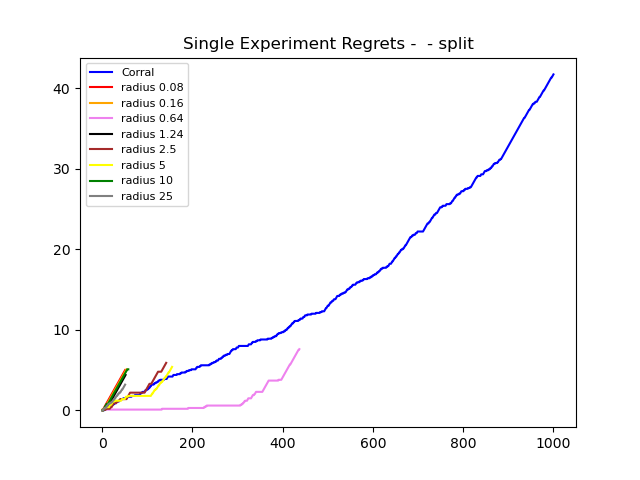 Single Experiment Regrets -  - split
Corral
radius 0.08
radius 0.16
radius 0.64
radius 1.24
radius 2.5
radius 5
radius 10
radius 25
40
30
20
10
0
0 200 400 600 800 1000